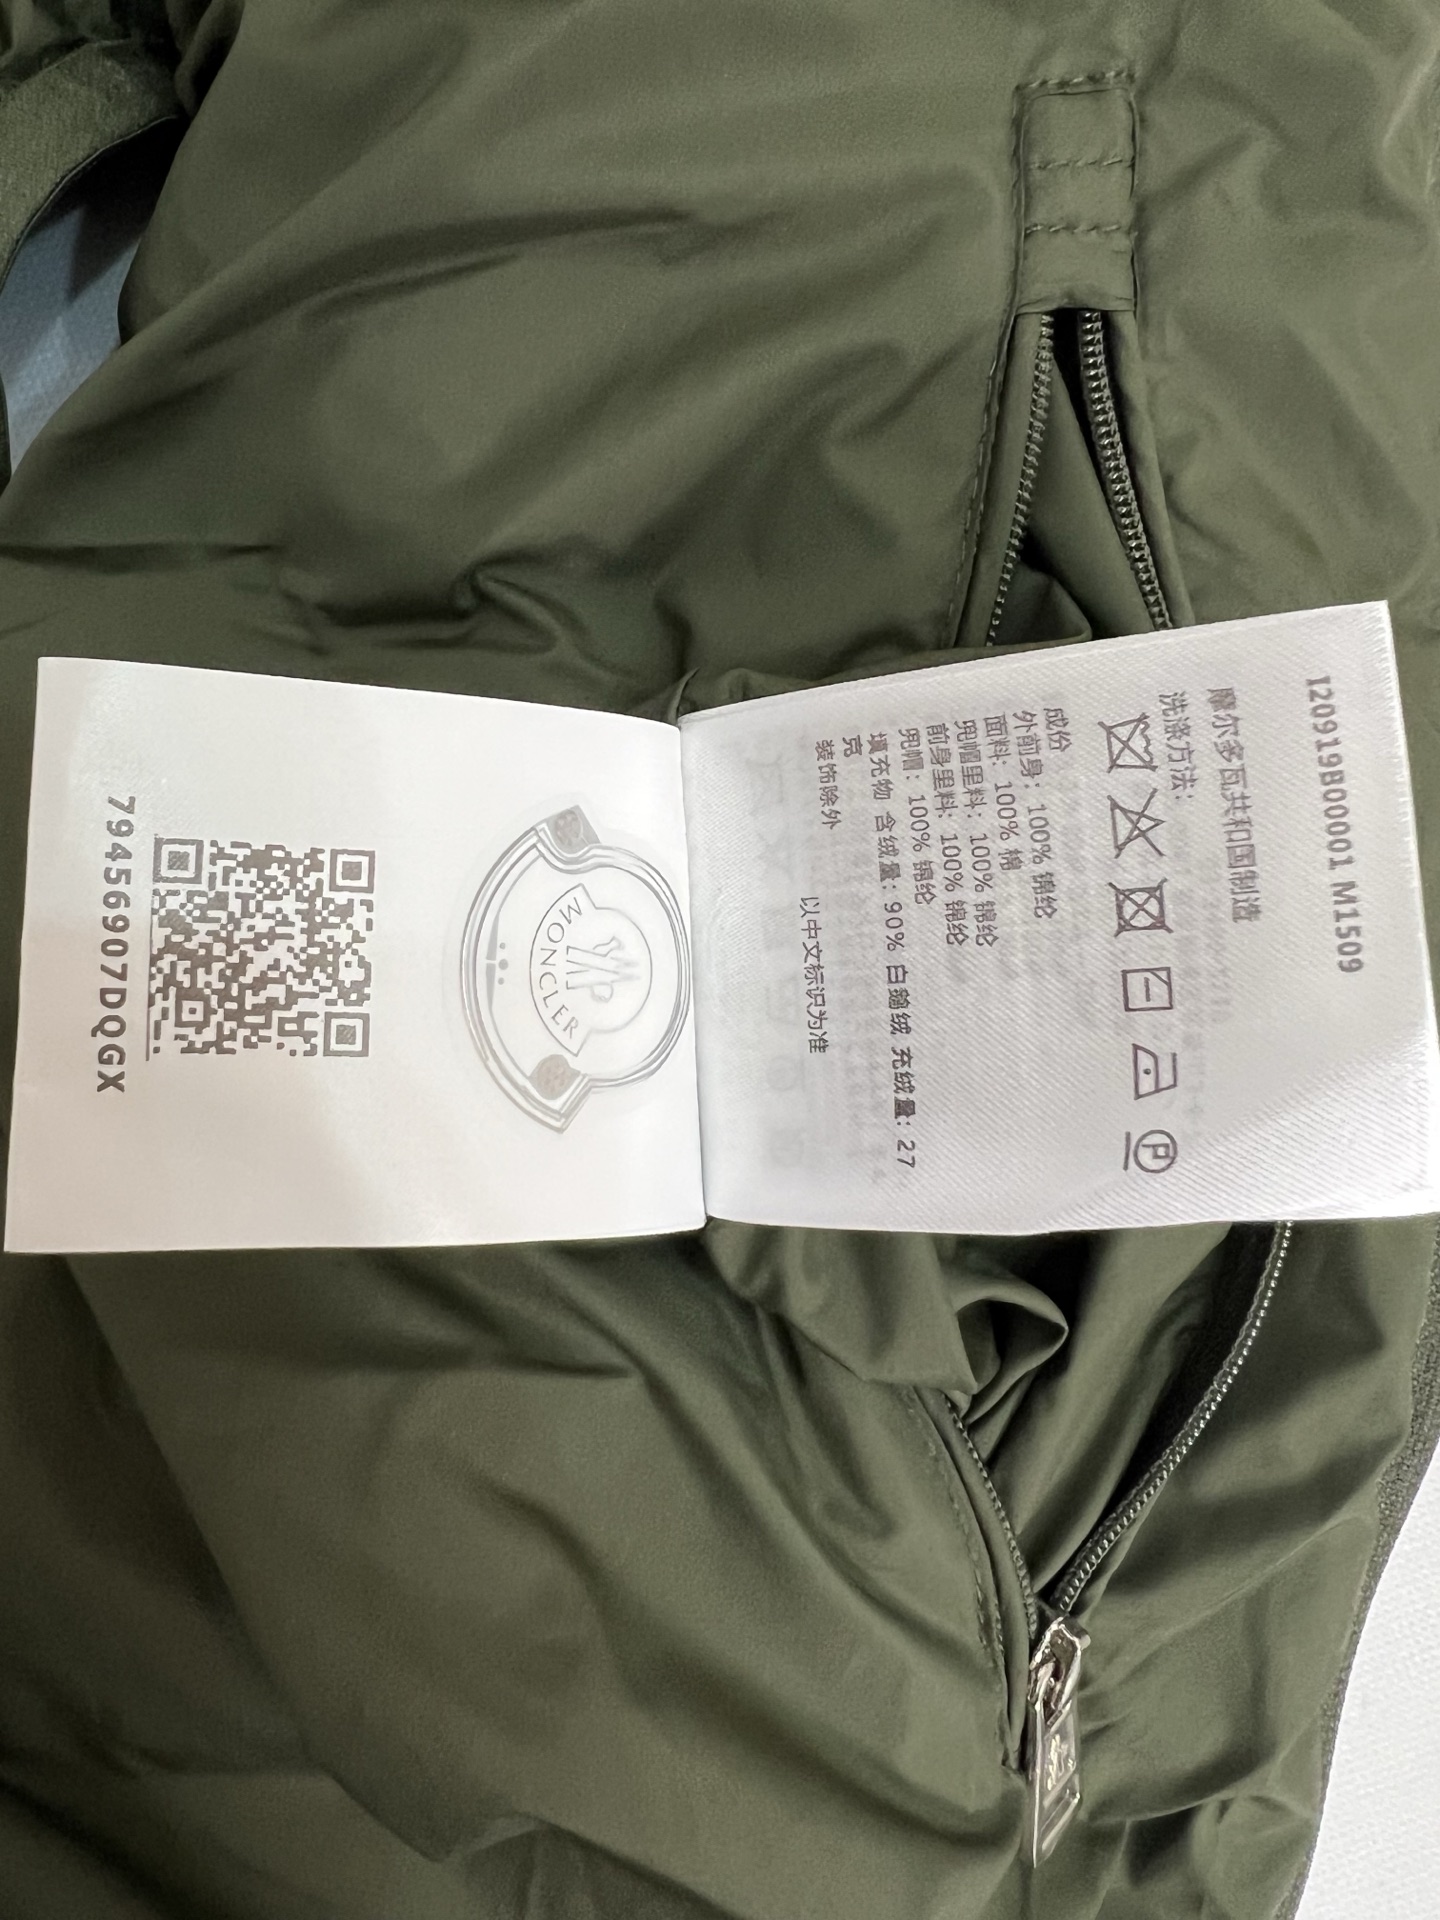 I20919B00001 M1509
摩尔多瓦共和国制造
洗涤方法:
P
成份
外前身: 100% 锦纶
面料: 100% 棉
兜帽里料: 100% 锦纶
前身里料: 100% 锦纶
兜帽: 100% 锦纶
填充物 含绒量: 90% 白鹅绒 充绒量: 27
克
装饰除外
以中文标识为准
MONCLER
79456907DQGX